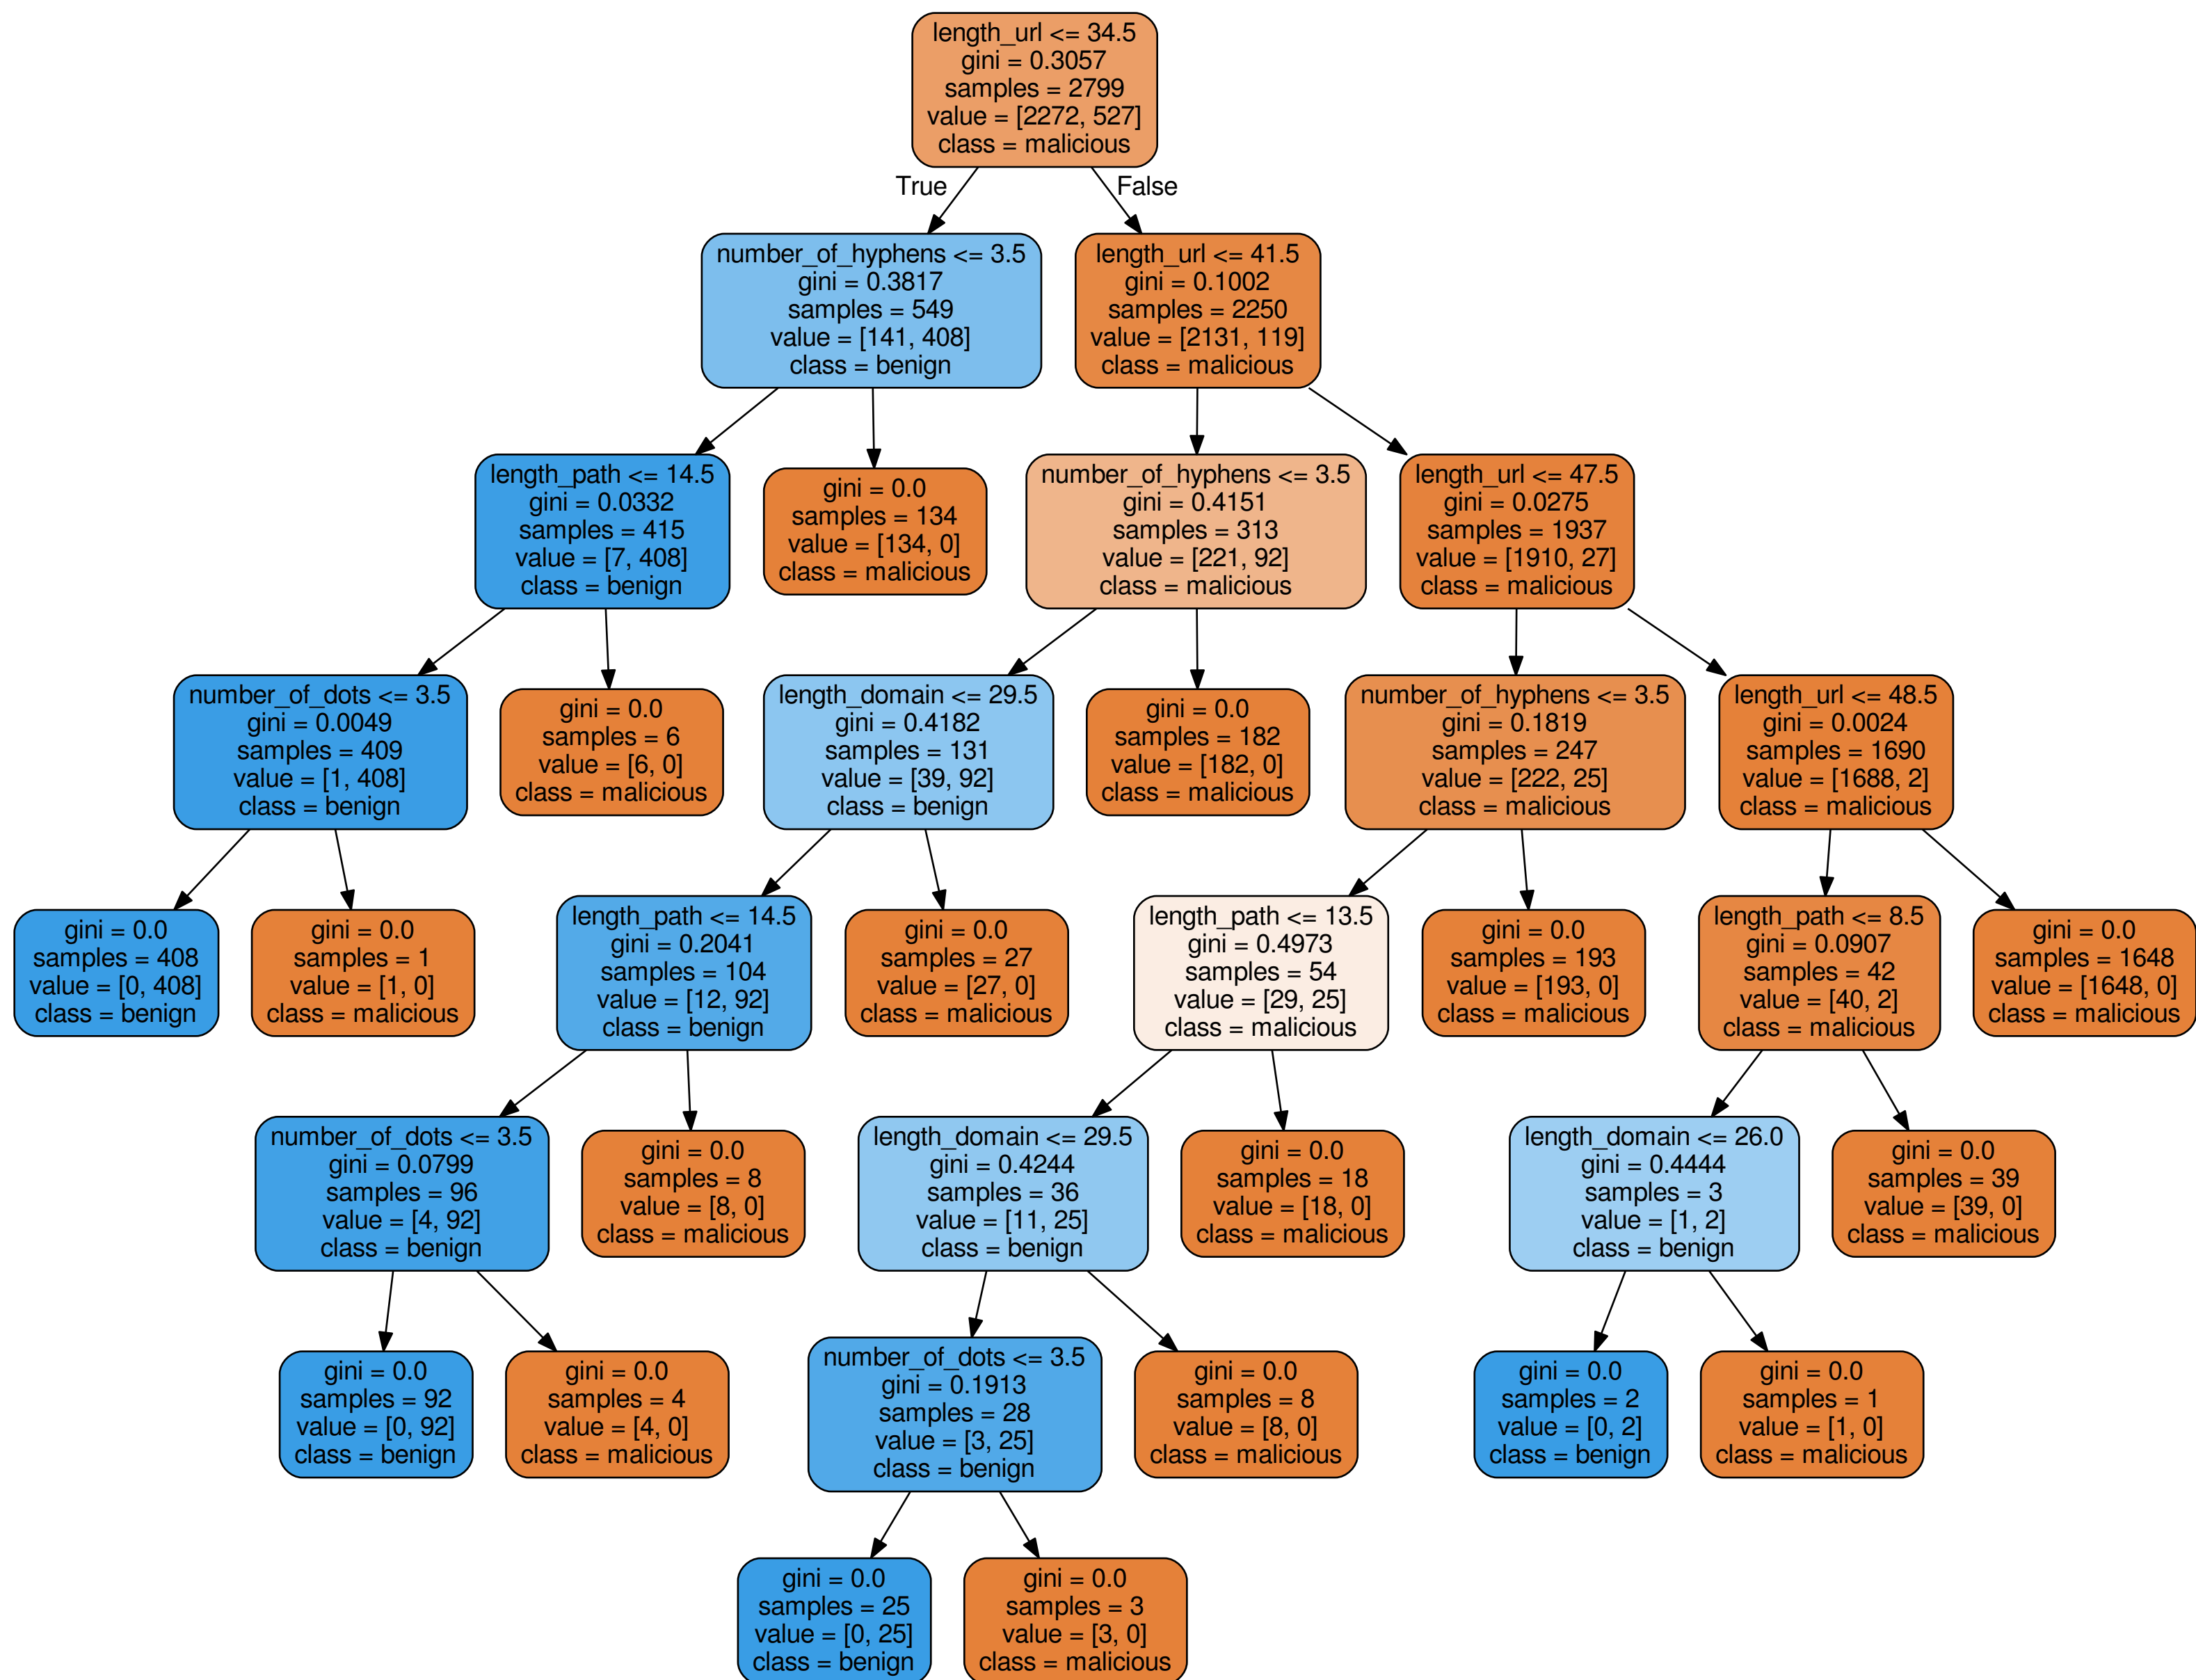 length_url <= 34.5
gini = 0.3057
samples = 2799
value = [2272, 527]
class = malicious
True
False
number_of_hyphens <= 3.5
gini = 0.3817
samples = 549
value = [141, 408]
class = benign
length_url <= 41.5
gini = 0.1002
samples = 2250
value = [2131, 119]
class = malicious
length_path <= 14.5
gini = 0.0332
samples = 415
value = [7, 408]
class = benign
gini = 0.0
samples = 134
value = [134, 0]
class = malicious
number_of_hyphens <= 3.5
gini = 0.4151
samples = 313
value = [221, 92]
class = malicious
length_url <= 47.5
gini = 0.0275
samples = 1937
value = [1910, 27]
class = malicious
number_of_dots <= 3.5
gini = 0.0049
samples = 409
value = [1, 408]
class = benign
gini = 0.0
samples = 6
value = [6, 0]
class = malicious
length_domain <= 29.5
gini = 0.4182
samples = 131
value = [39, 92]
class = benign
gini = 0.0
samples = 182
value = [182, 0]
class = malicious
number_of_hyphens <= 3.5
gini = 0.1819
samples = 247
value = [222, 25]
class = malicious
length_url <= 48.5
gini = 0.0024
samples = 1690
value = [1688, 2]
class = malicious
gini = 0.0
samples = 408
value = [0, 408]
class = benign
gini = 0.0
samples = 1
value = [1, 0]
class = malicious
length_path <= 14.5
gini = 0.2041
samples = 104
value = [12, 92]
class = benign
gini = 0.0
samples = 27
value = [27, 0]
class = malicious
length_path <= 13.5
gini = 0.4973
samples = 54
value = [29, 25]
class = malicious
gini = 0.0
samples = 193
value = [193, 0]
class = malicious
length_path <= 8.5
gini = 0.0907
samples = 42
value = [40, 2]
class = malicious
gini = 0.0
samples = 1648
value = [1648, 0]
class = malicious
number_of_dots <= 3.5
gini = 0.0799
samples = 96
value = [4, 92]
class = benign
gini = 0.0
samples = 8
value = [8, 0]
class = malicious
length_domain <= 29.5
gini = 0.4244
samples = 36
value = [11, 25]
class = benign
gini = 0.0
samples = 18
value = [18, 0]
class = malicious
length_domain <= 26.0
gini = 0.4444
samples = 3
value = [1, 2]
class = benign
gini = 0.0
samples = 39
value = [39, 0]
class = malicious
gini = 0.0
samples = 92
value = [0, 92]
class = benign
gini = 0.0
samples = 4
value = [4, 0]
class = malicious
number_of_dots <= 3.5
gini = 0.1913
samples = 28
value = [3, 25]
class = benign
gini = 0.0
samples = 8
value = [8, 0]
class = malicious
gini = 0.0
samples = 2
value = [0, 2]
class = benign
gini = 0.0
samples = 1
value = [1, 0]
class = malicious
gini = 0.0
samples = 25
value = [0, 25]
class = benign
gini = 0.0
samples = 3
value = [3, 0]
class = malicious